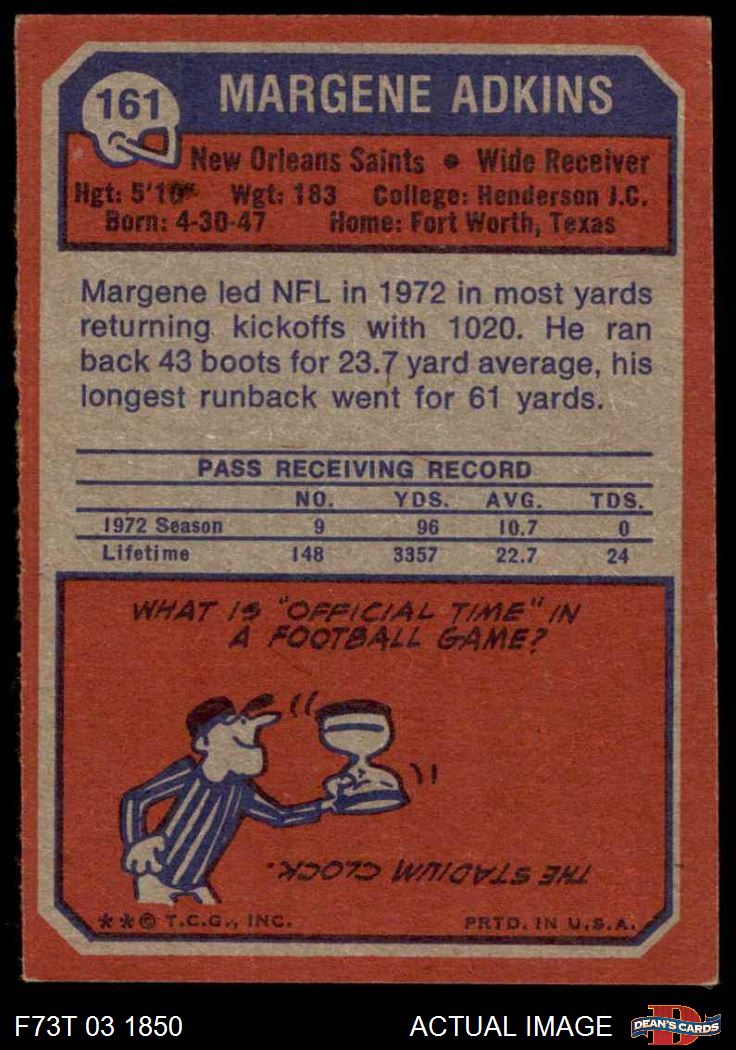 161
MARGENE ADKINS
New Orleans Saints • Wide Receiver
Hgt: 5'10" Wgt: 183 College: Henderson J.C.
Born: 4-30-47 Home: Fort Worth, Texas
Margene led NFL in 1972 in most yards
returning kickoffs with 1020. He ran
back 43 boots for 23.7 yard average, his
longest runback went for 61 yards.
PASS RECEIVING RECORD
NO. YDS. AVG. TDS.
1972 Season 9 96 10.7 0
Lifetime 148 3357 22.7 24
WHAT IS "OFFICIAL TIME" IN
A FOOTBALL GAME?
THE STADIUM CLOCK.
**© T.C.G., INC. PRTD. IN U.S.A.
F73T 03 1850 ACTUAL IMAGE
D
DEAN'S CARDS